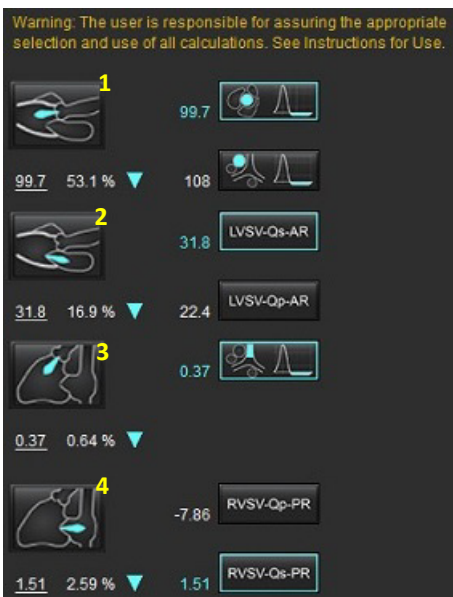 Warning: The user is responsible for assuring the appropriate
selection and use of all calculations. See Instructions for Use.
1
99.7
99.7 53.1 % ▼ 108
2
31.8 LVSV-Qs-AR
31.8 16.9 % ▼ 22.4 LVSV-Qp-AR
3
0.37
0.37 0.64 % ▼
4
-7.86 RVSV-Qp-PR
1.51 2.59 % ▼ 1.51 RVSV-Qs-PR